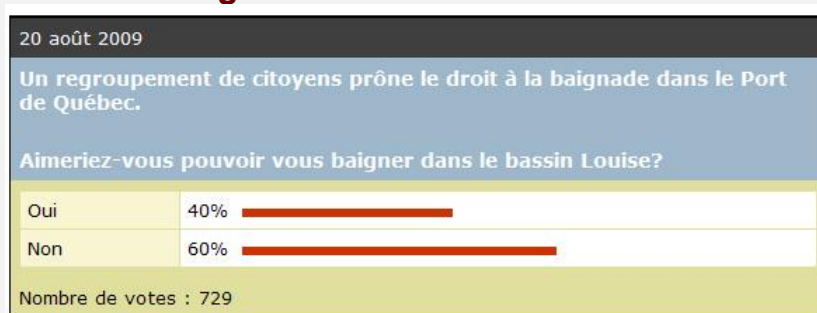 20 août 2009
Un regroupement de citoyens prône le droit à la baignade dans le Port
de Québec.
Aimeriez-vous pouvoir vous baigner dans le bassin Louise?
Oui 40%
Non 60%
Nombre de votes : 729